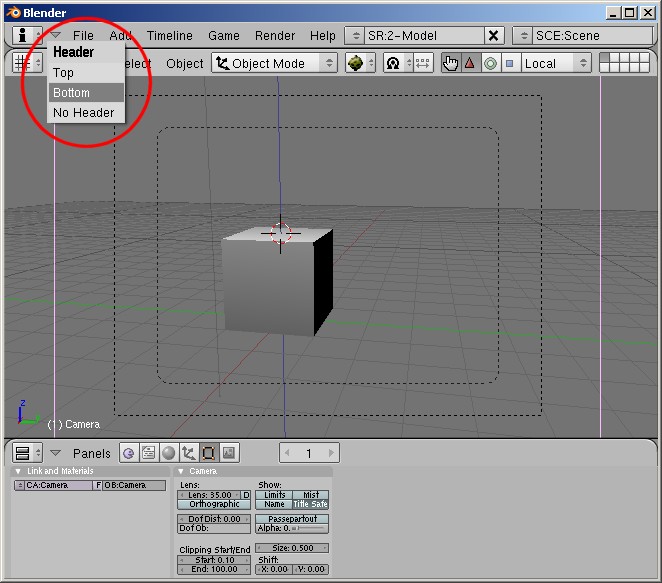 Blender
File Add Timeline Game Render Help SR:2-Model SCE:Scene
Header
Top
Bottom
No Header
elect Object Object Mode Local
z
(1) Camera
Panels 1
Link and Materials
CA:Camera F OB:Camera
Camera
Lens: Show:
Lens: 35.00 D Limits Mist
Orthographic Name Title Safe
Dof Dist: 0.00 Passepartout
Dof Ob: Alpha: 0.
Clipping Start/End Size: 0.500
Start: 0.10 Shift:
End: 100.00 X: 0.00 Y: 0.00